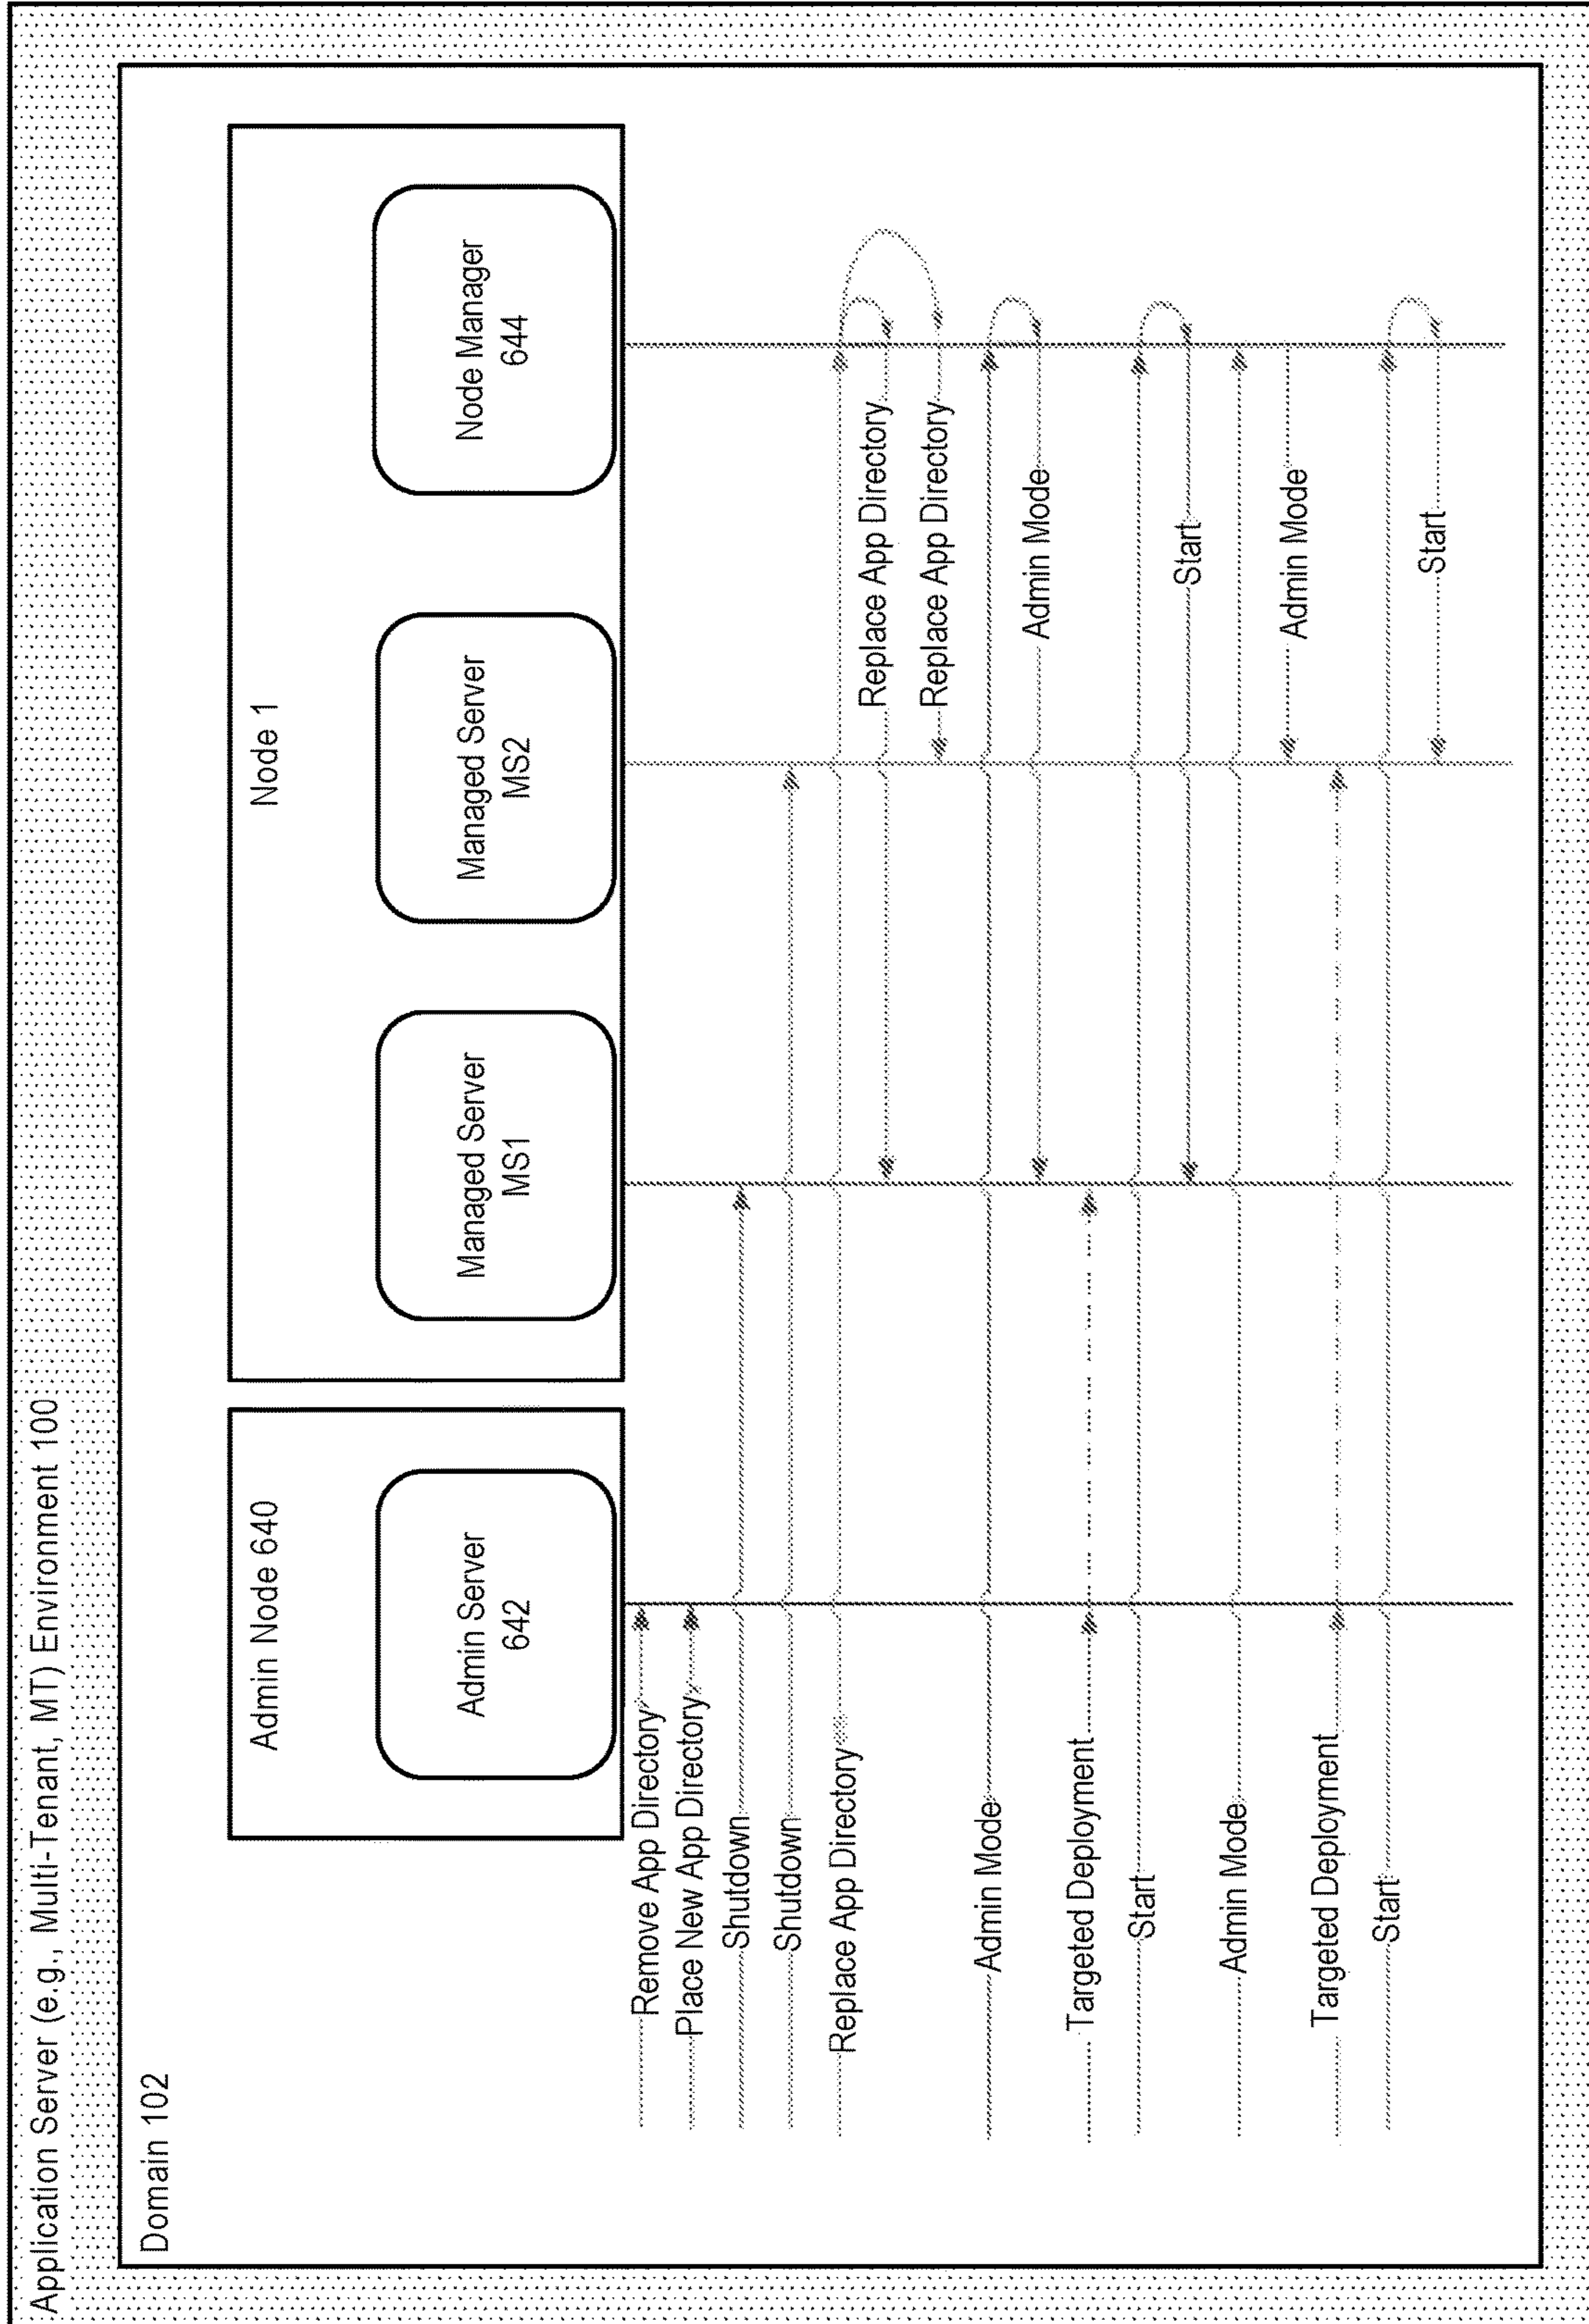 Application Server (e.g., Multi-Tenant, MT) Environment 100
Domain 102
Admin Node 640
Node 1
Admin Server
642
Managed Server
MS1
Managed Server
MS2
Node Manager
644
Remove App Directory
Place New App Directory
Shutdown
Shutdown
Replace App Directory
Replace App Directory
Replace App Directory
Admin Mode
Admin Mode
Targeted Deployment
Start
Start
Admin Mode
Admin Mode
Targeted Deployment
Start
Start